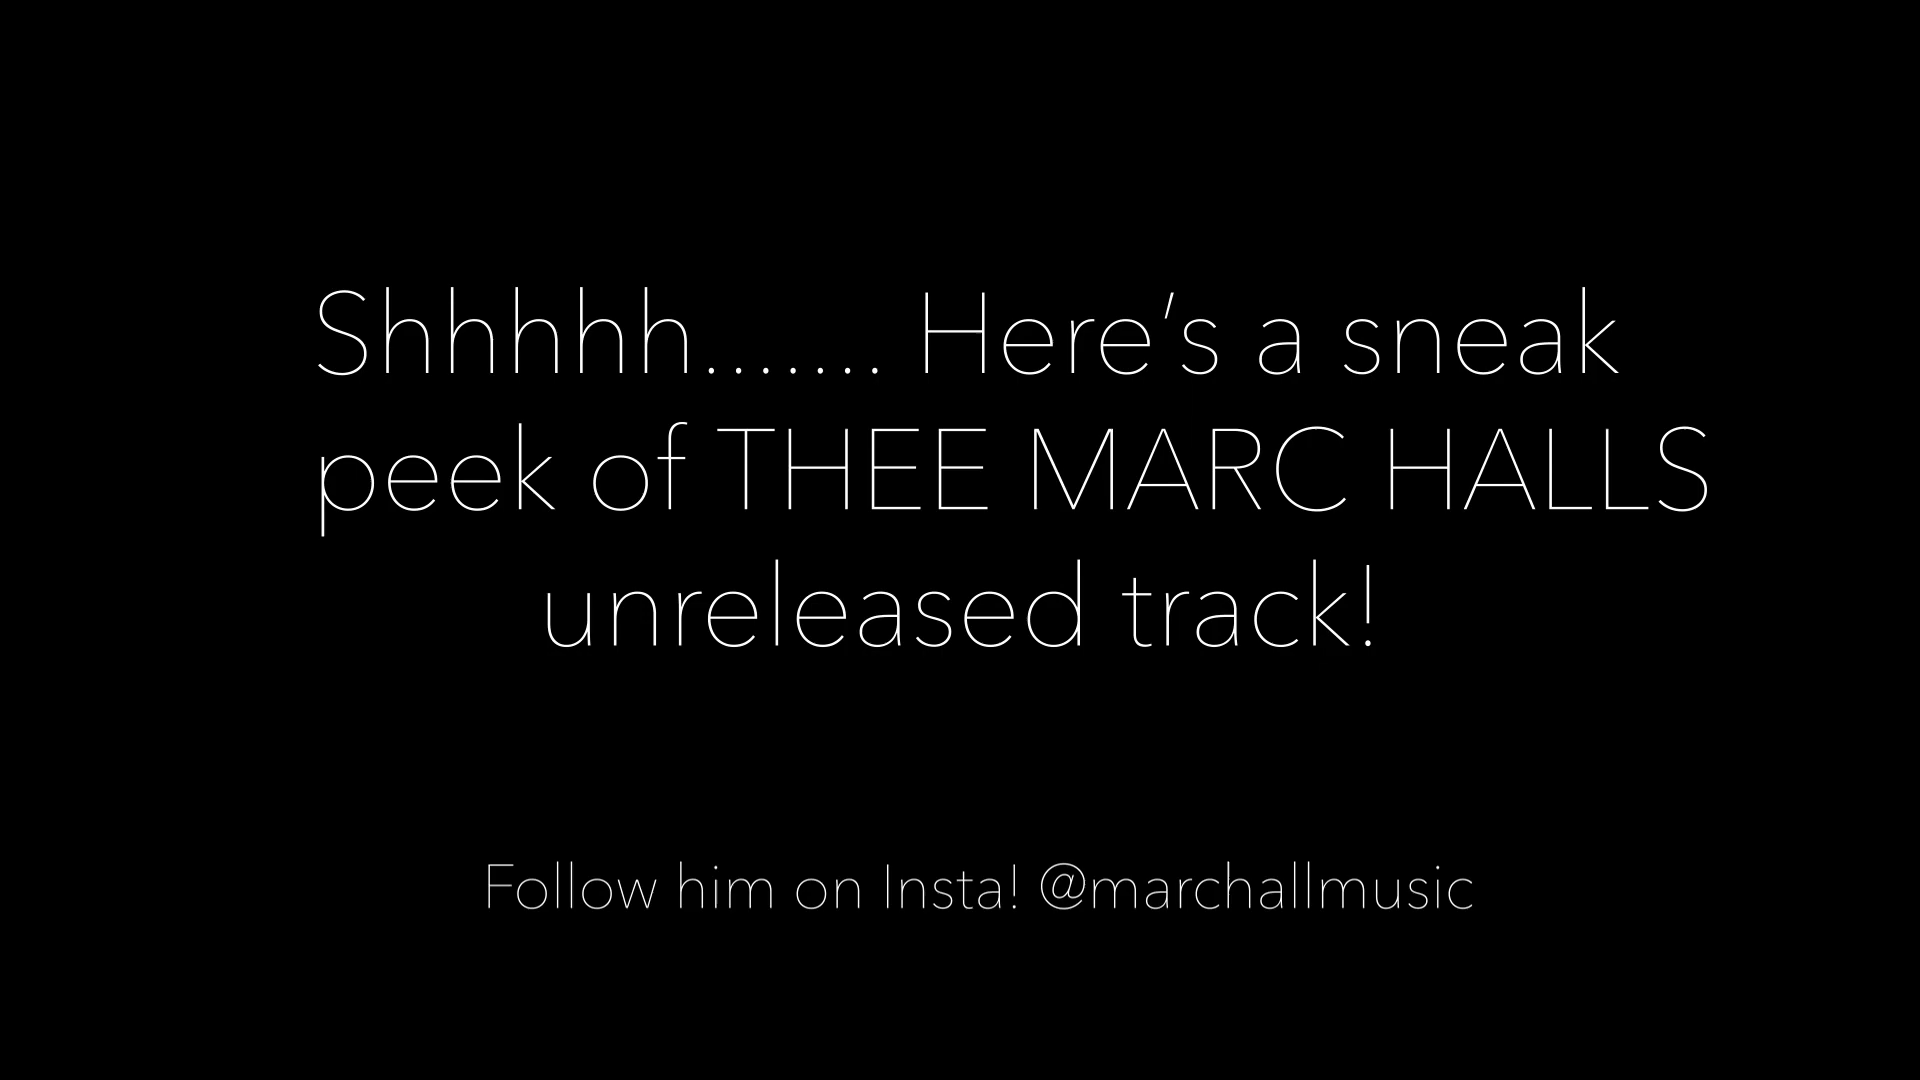 Shhhhh....... Here’s a sneak
peek of THEE MARC HALLS
unreleased track!
Follow him on Insta! @marchallmusic